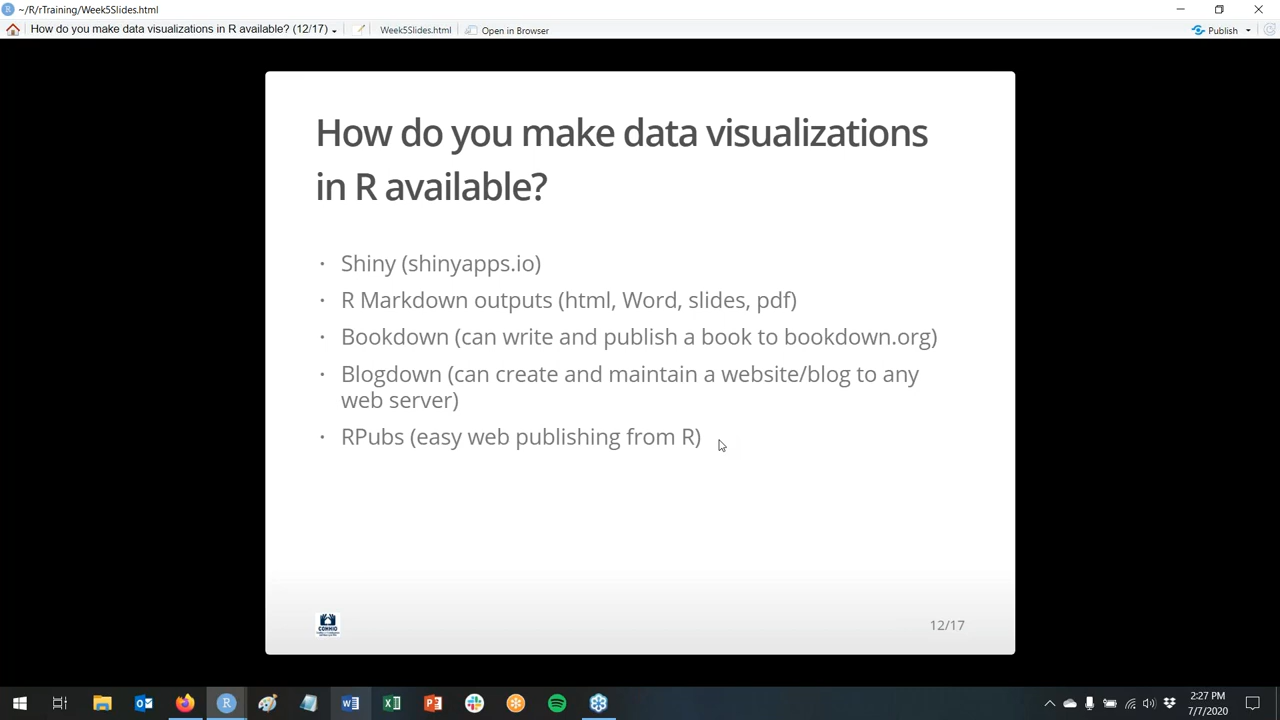 ~/R/rTraining/Week5Slides.html
How do you make data visualizations in R available? (12/17)
Week5Slides.html
Open in Browser
Publish
How do you make data visualizations
in R available?
· Shiny (shinyapps.io)
· R Markdown outputs (html, Word, slides, pdf)
· Bookdown (can write and publish a book to bookdown.org)
· Blogdown (can create and maintain a website/blog to any
web server)
· RPubs (easy web publishing from R)
12/17
2:27 PM
7/7/2020